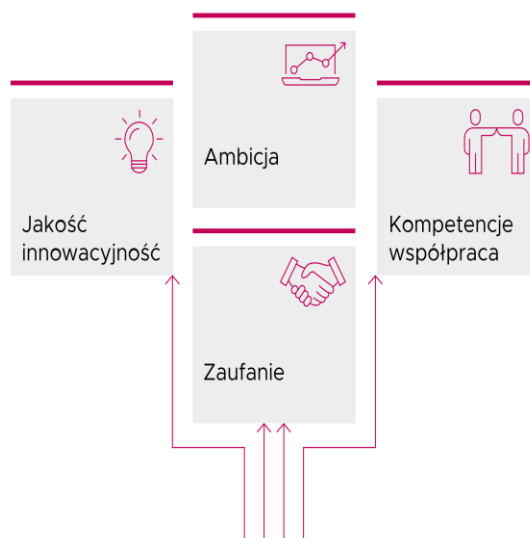 Ambicja
Jakość
innowacyjność
Kompetencje
współpraca
Zaufanie